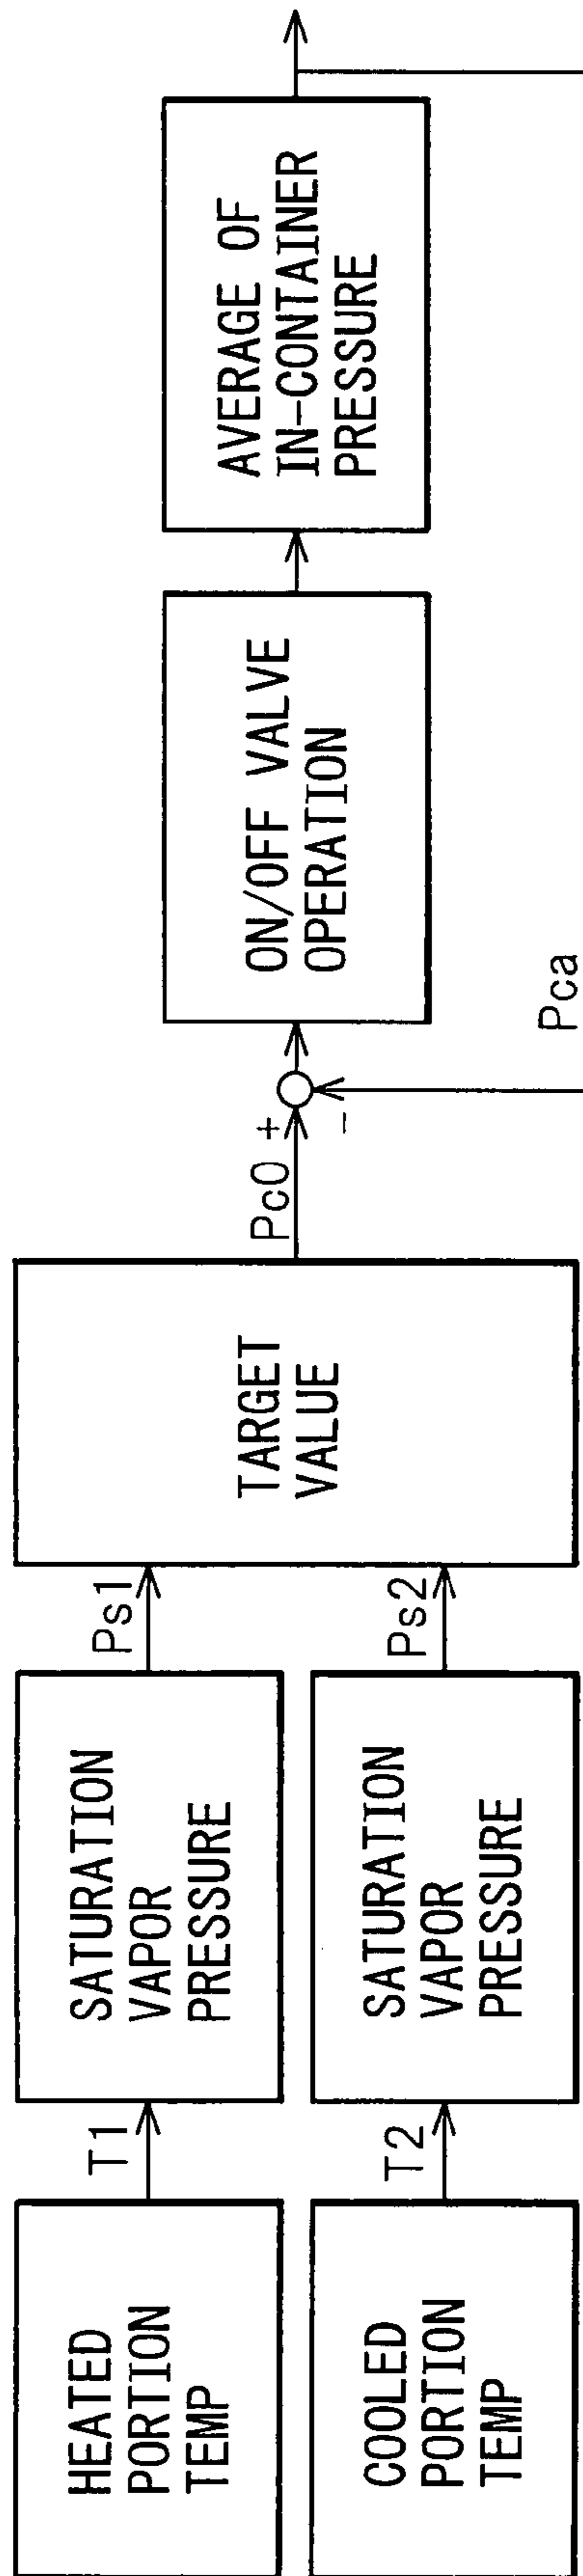 HEATED
PORTION
TEMP
T1
SATURATION
VAPOR
PRESSURE
Ps1
COOLED
PORTION
TEMP
T2
SATURATION
VAPOR
PRESSURE
Ps2
TARGET
VALUE
Pc0
+
-
ON/OFF VALVE
OPERATION
AVERAGE OF
IN-CONTAINER
PRESSURE
Pca